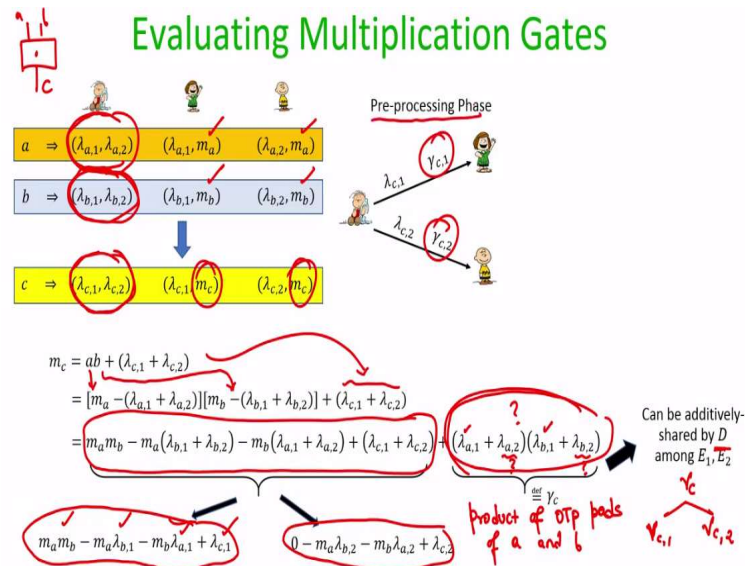 a b
c
Evaluating Multiplication Gates
Pre-processing Phase
a ⇒ (λ_{a,1}, λ_{a,2}) (λ_{a,1}, m_a) (λ_{a,2}, m_a)
b ⇒ (λ_{b,1}, λ_{b,2}) (λ_{b,1}, m_b) (λ_{b,2}, m_b)
c ⇒ (λ_{c,1}, λ_{c,2}) (λ_{c,1}, m_c) (λ_{c,2}, m_c)
λ_{c,1} γ_{c,1}
λ_{c,2} γ_{c,2}
m_c = ab + (λ_{c,1} + λ_{c,2})
= [m_a − (λ_{a,1} + λ_{a,2})][m_b − (λ_{b,1} + λ_{b,2})] + (λ_{c,1} + λ_{c,2})
?
= m_a m_b − m_a(λ_{b,1} + λ_{b,2}) − m_b(λ_{a,1} + λ_{a,2}) + (λ_{c,1} + λ_{c,2}) + (λ_{a,1} + λ_{a,2})(λ_{b,1} + λ_{b,2})
? ?
def
≝ γ_c
Can be additively-
shared by D
among E_1, E_2
γ_c
γ_{c,1} γ_{c,2}
product of OTP pads
of a and b
m_a m_b − m_a λ_{b,1} − m_b λ_{a,1} + λ_{c,1}
0 − m_a λ_{b,2} − m_b λ_{a,2} + λ_{c,2}